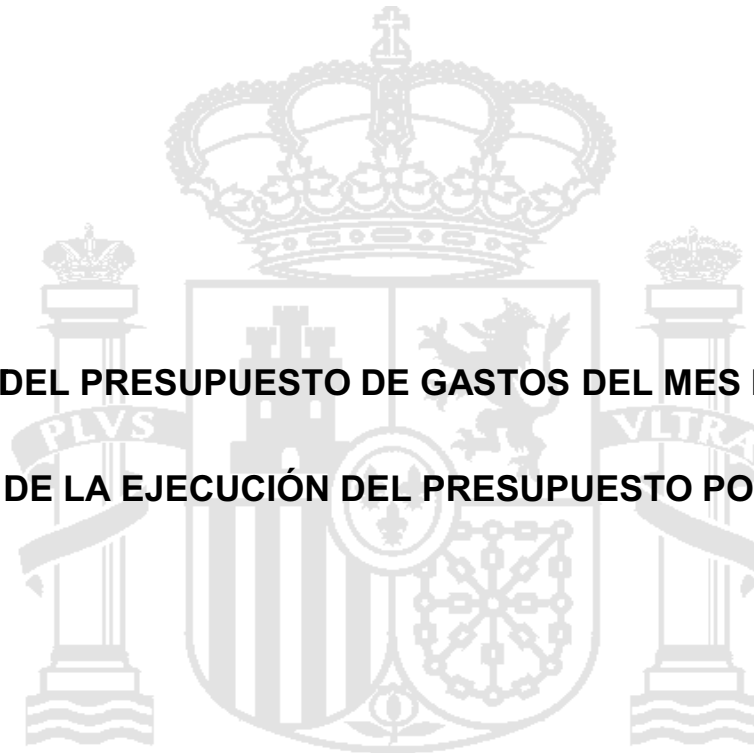 DEL PRESUPUESTO DE GASTOS DEL MES
PLVS VLTRA
DE LA EJECUCIÓN DEL PRESUPUESTO PO